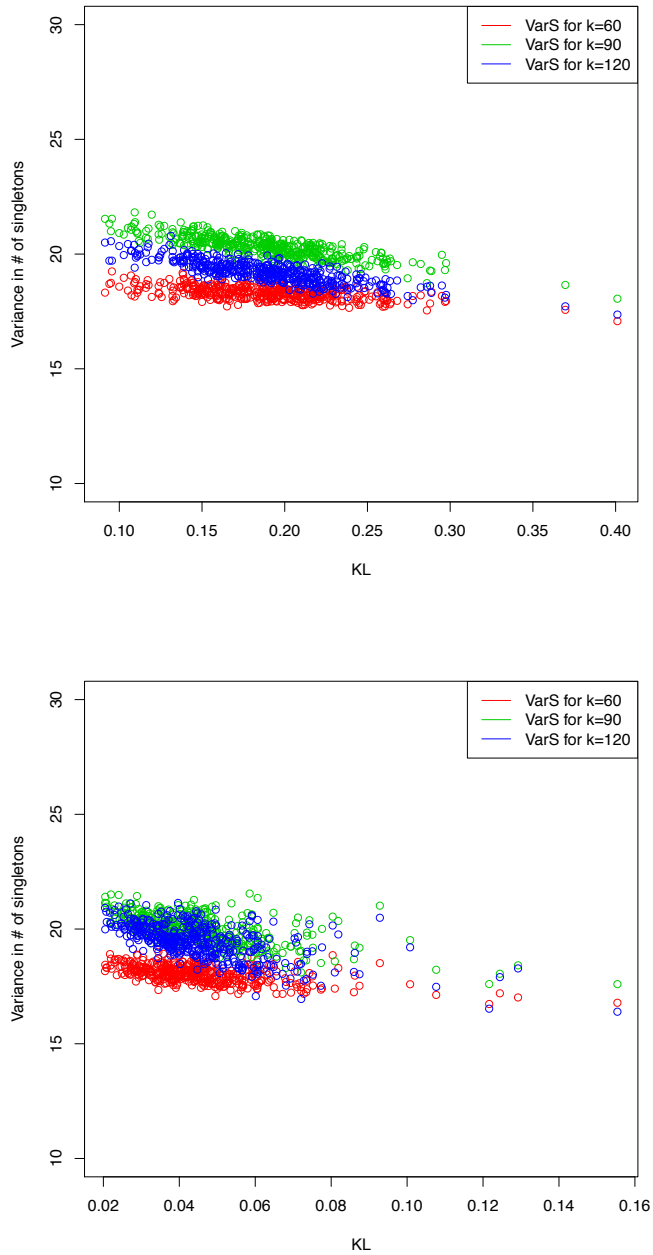 VarS for k=60
VarS for k=90
VarS for k=120
Variance in # of singletons
30
25
20
15
10
0.10 0.15 0.20 0.25 0.30 0.35 0.40
KL
VarS for k=60
VarS for k=90
VarS for k=120
Variance in # of singletons
30
25
20
15
10
0.02 0.04 0.06 0.08 0.10 0.12 0.14 0.16
KL